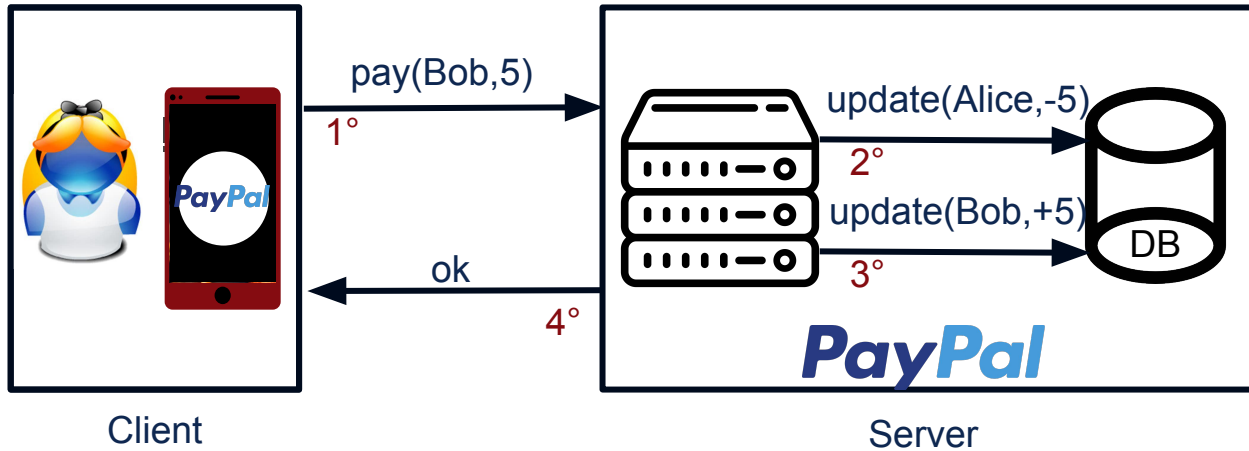 pay(Bob,5)
1°
update(Alice,-5)
2°
PayPal
update(Bob,+5)
3°
DB
ok
4°
PayPal
Client
Server